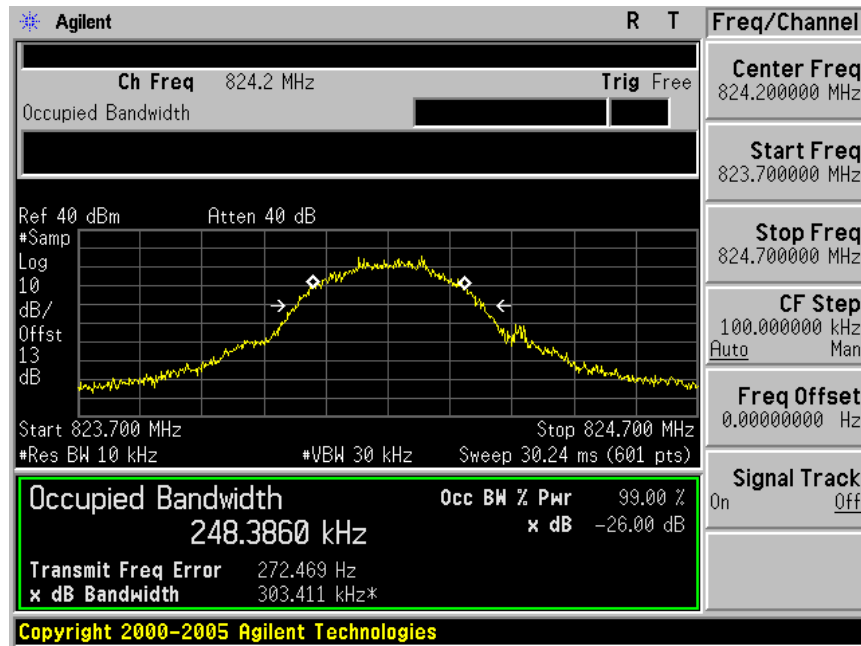 Agilent R T
Freq/Channel
Ch Freq 824.2 MHz Trig Free
Occupied Bandwidth
Center Freq
824.200000 MHz
Start Freq
823.700000 MHz
Stop Freq
824.700000 MHz
CF Step
100.000000 kHz
Auto Man
Freq Offset
0.00000000 Hz
Signal Track
On Off
Ref 40 dBm Atten 40 dB
#Samp
Log
10
dB/
Offst
13
dB
Start 823.700 MHz Stop 824.700 MHz
#Res BW 10 kHz #VBW 30 kHz Sweep 30.24 ms (601 pts)
Occupied Bandwidth Occ BW % Pwr 99.00 %
248.3860 kHz x dB -26.00 dB
Transmit Freq Error 272.469 Hz
x dB Bandwidth 303.411 kHz*
Copyright 2000-2005 Agilent Technologies